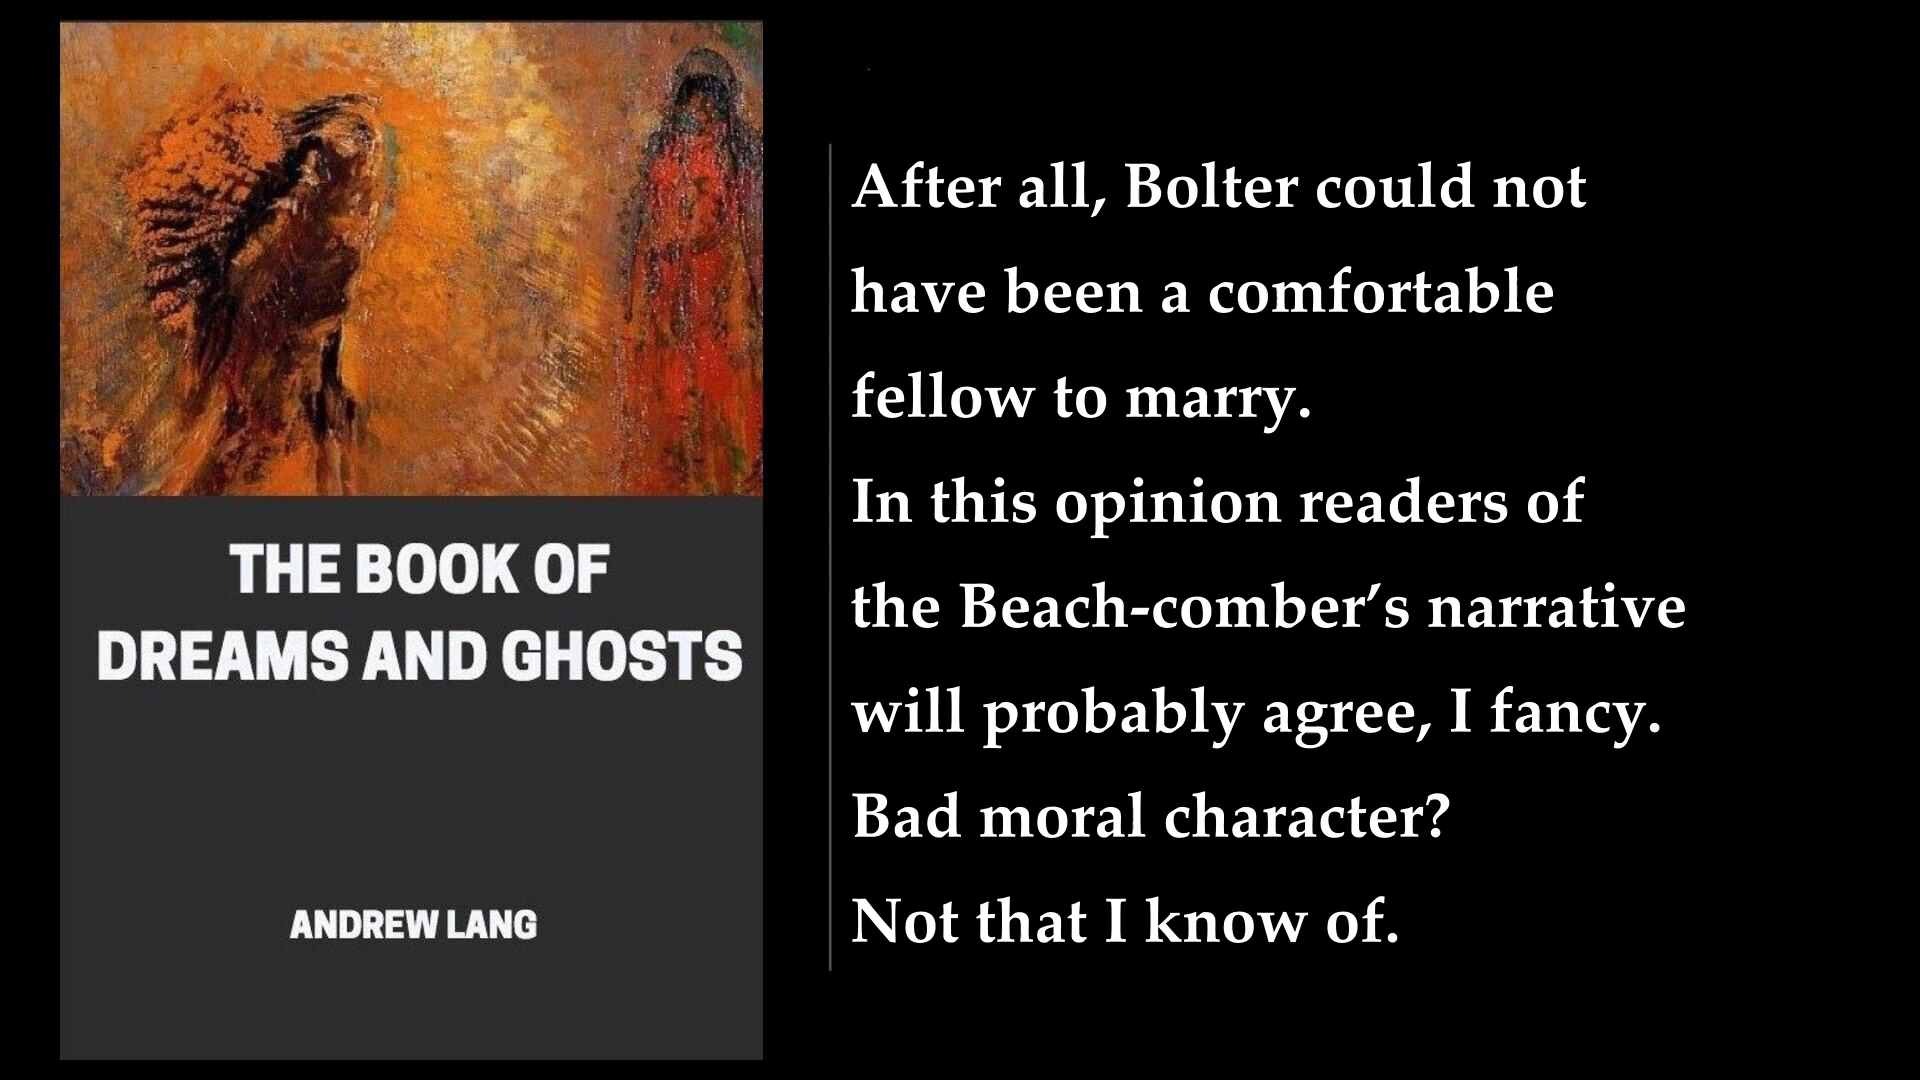 THE BOOK OF
DREAMS AND GHOSTS
ANDREW LANG
After all, Bolter could not
have been a comfortable
fellow to marry.
In this opinion readers of
the Beach-comber’s narrative
will probably agree, I fancy.
Bad moral character?
Not that I know of.